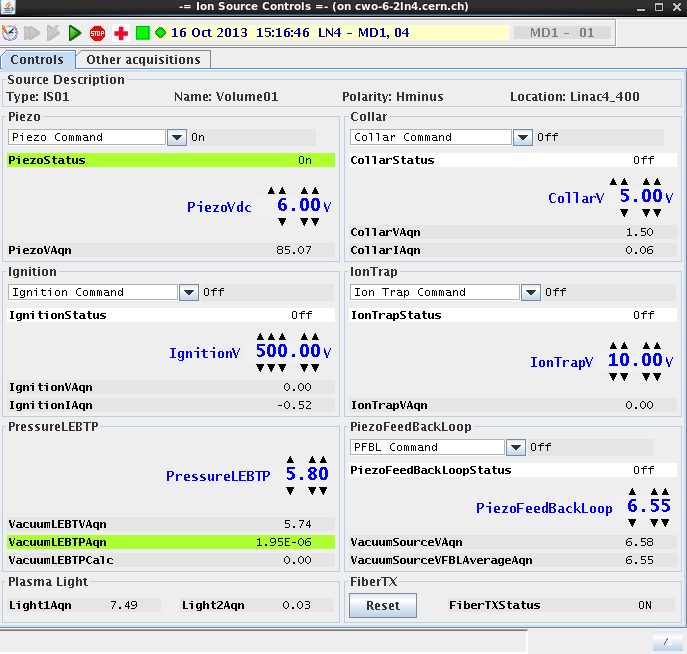 -= Ion Source Controls =- (on cwo-6-2ln4.cern.ch)
STOP 16 Oct 2013 15:16:46 LN4 - MD1, 04 MD1 - 01
Controls Other acquisitions
Source Description
Type: IS01 Name: Volume01 Polarity: Hminus Location: Linac4_400
Piezo
Piezo Command On
PiezoStatus On
PiezoVdc 6.00 V
PiezoVAqn 85.07
Collar
Collar Command Off
CollarStatus Off
CollarV 5.00 V
CollarVAqn 1.50
CollarIAqn 0.06
Ignition
Ignition Command Off
IgnitionStatus Off
IgnitionV 500.00 V
IgnitionVAqn 0.00
IgnitionIAqn -0.52
IonTrap
Ion Trap Command Off
IonTrapStatus Off
IonTrapV 10.00 V
IonTrapVAqn 0.00
PressureLEBTP
PressureLEBTP 5.80
VacuumLEBTVAqn 5.74
VacuumLEBTPAqn 1.95E-06
VacuumLEBTPCalc 0.00
PiezoFeedBackLoop
PFBL Command Off
PiezoFeedBackLoopStatus Off
PiezoFeedBackLoop 6.55
VacuumSourceVAqn 6.58
VacuumSourceVFBLAverageAqn 6.55
Plasma Light
Light1Aqn 7.49 Light2Aqn 0.03
FiberTX
Reset FiberTXStatus ON